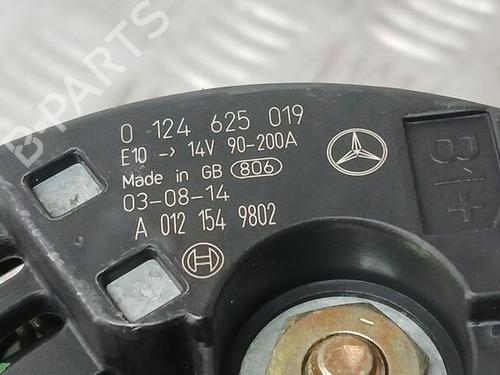 0 124 625 019
E10 → 14V 90-200A
Made in GB 806
03-08-14
A 012 154 9802
B1+
B-PARTS